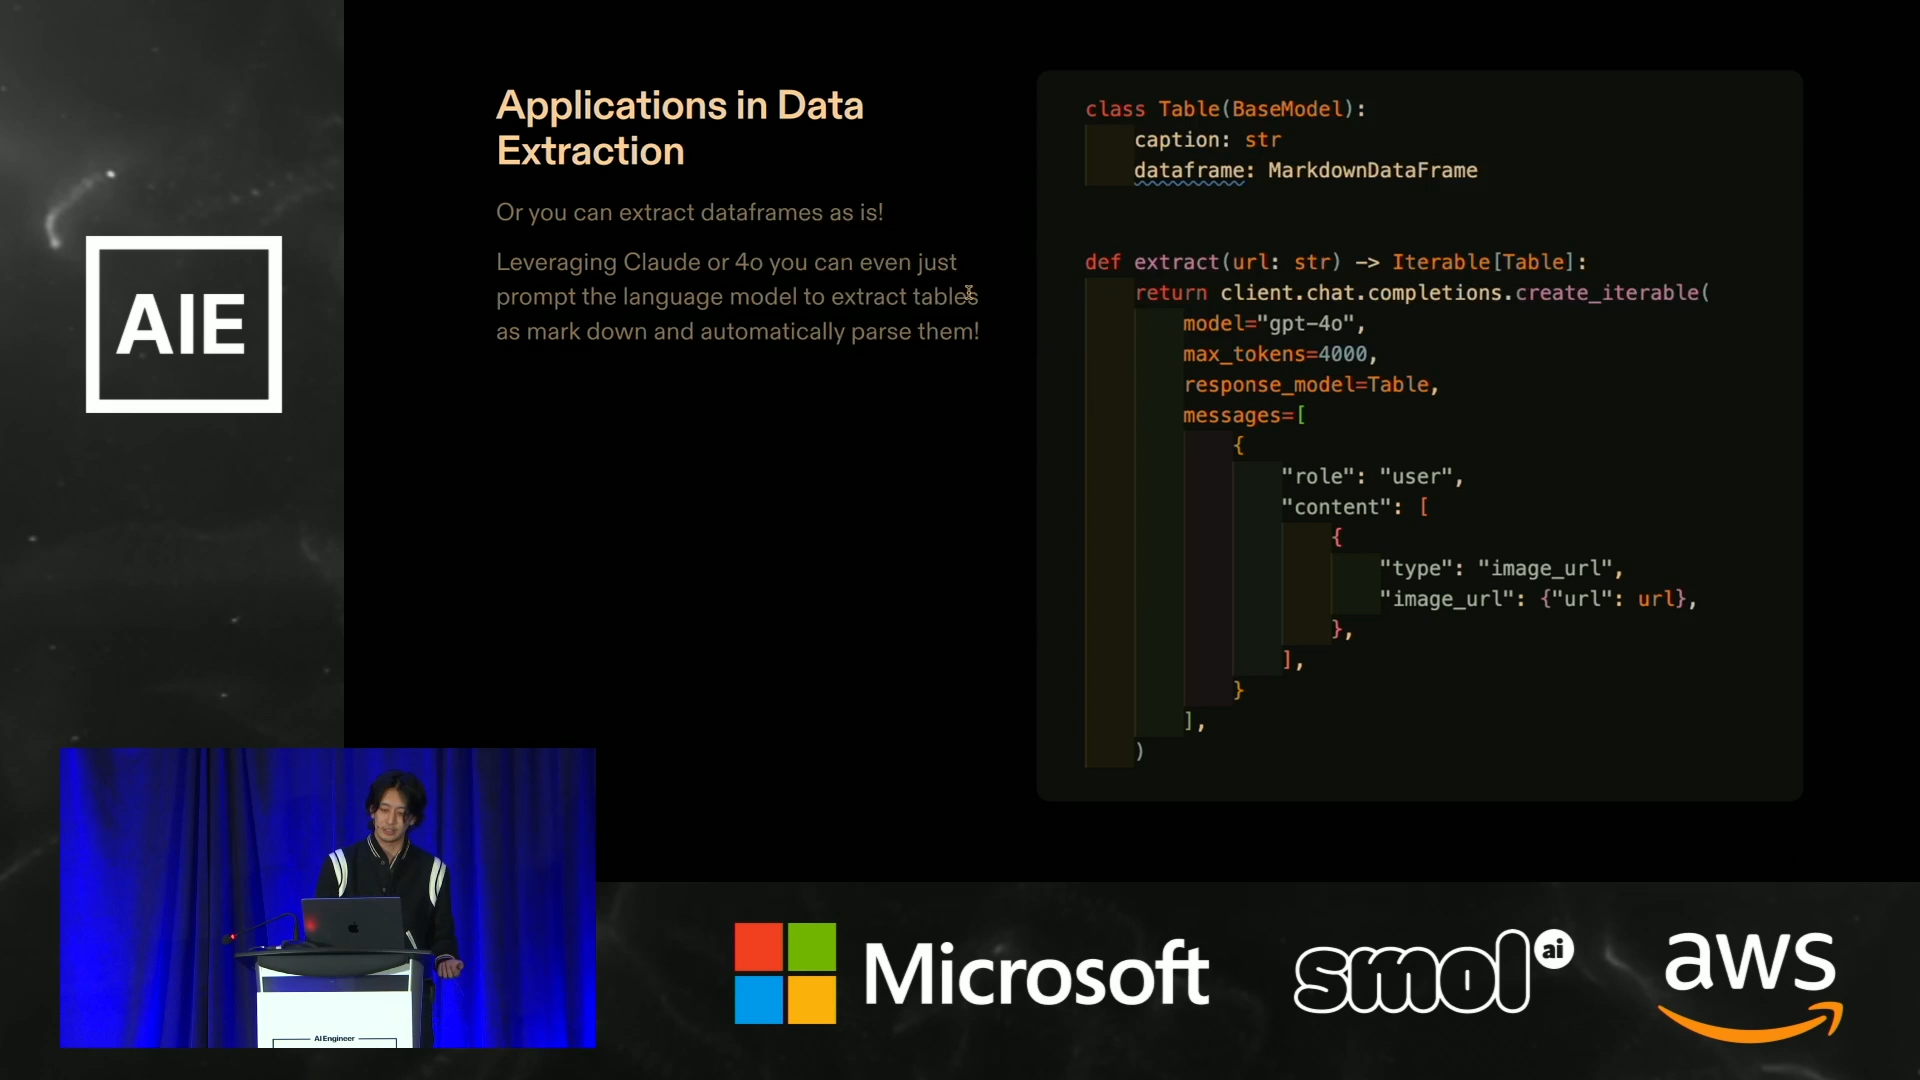 AIE
Applications in Data
Extraction
Or you can extract dataframes as is!
Leveraging Claude or 4o you can even just
prompt the language model to extract tables
as mark down and automatically parse them!
class Table(BaseModel):
    caption: str
    dataframe: MarkdownDataFrame
def extract(url: str) -> Iterable[Table]:
    return client.chat.completions.create_iterable(
        model="gpt-4o",
        max_tokens=4000,
        response_model=Table,
        messages=[
            {
                "role": "user",
                "content": [
                    {
                        "type": "image_url",
                        "image_url": {"url": url},
                    },
                ],
            }
        ],
    )
AI Engineer
Microsoft
smol ai
aws